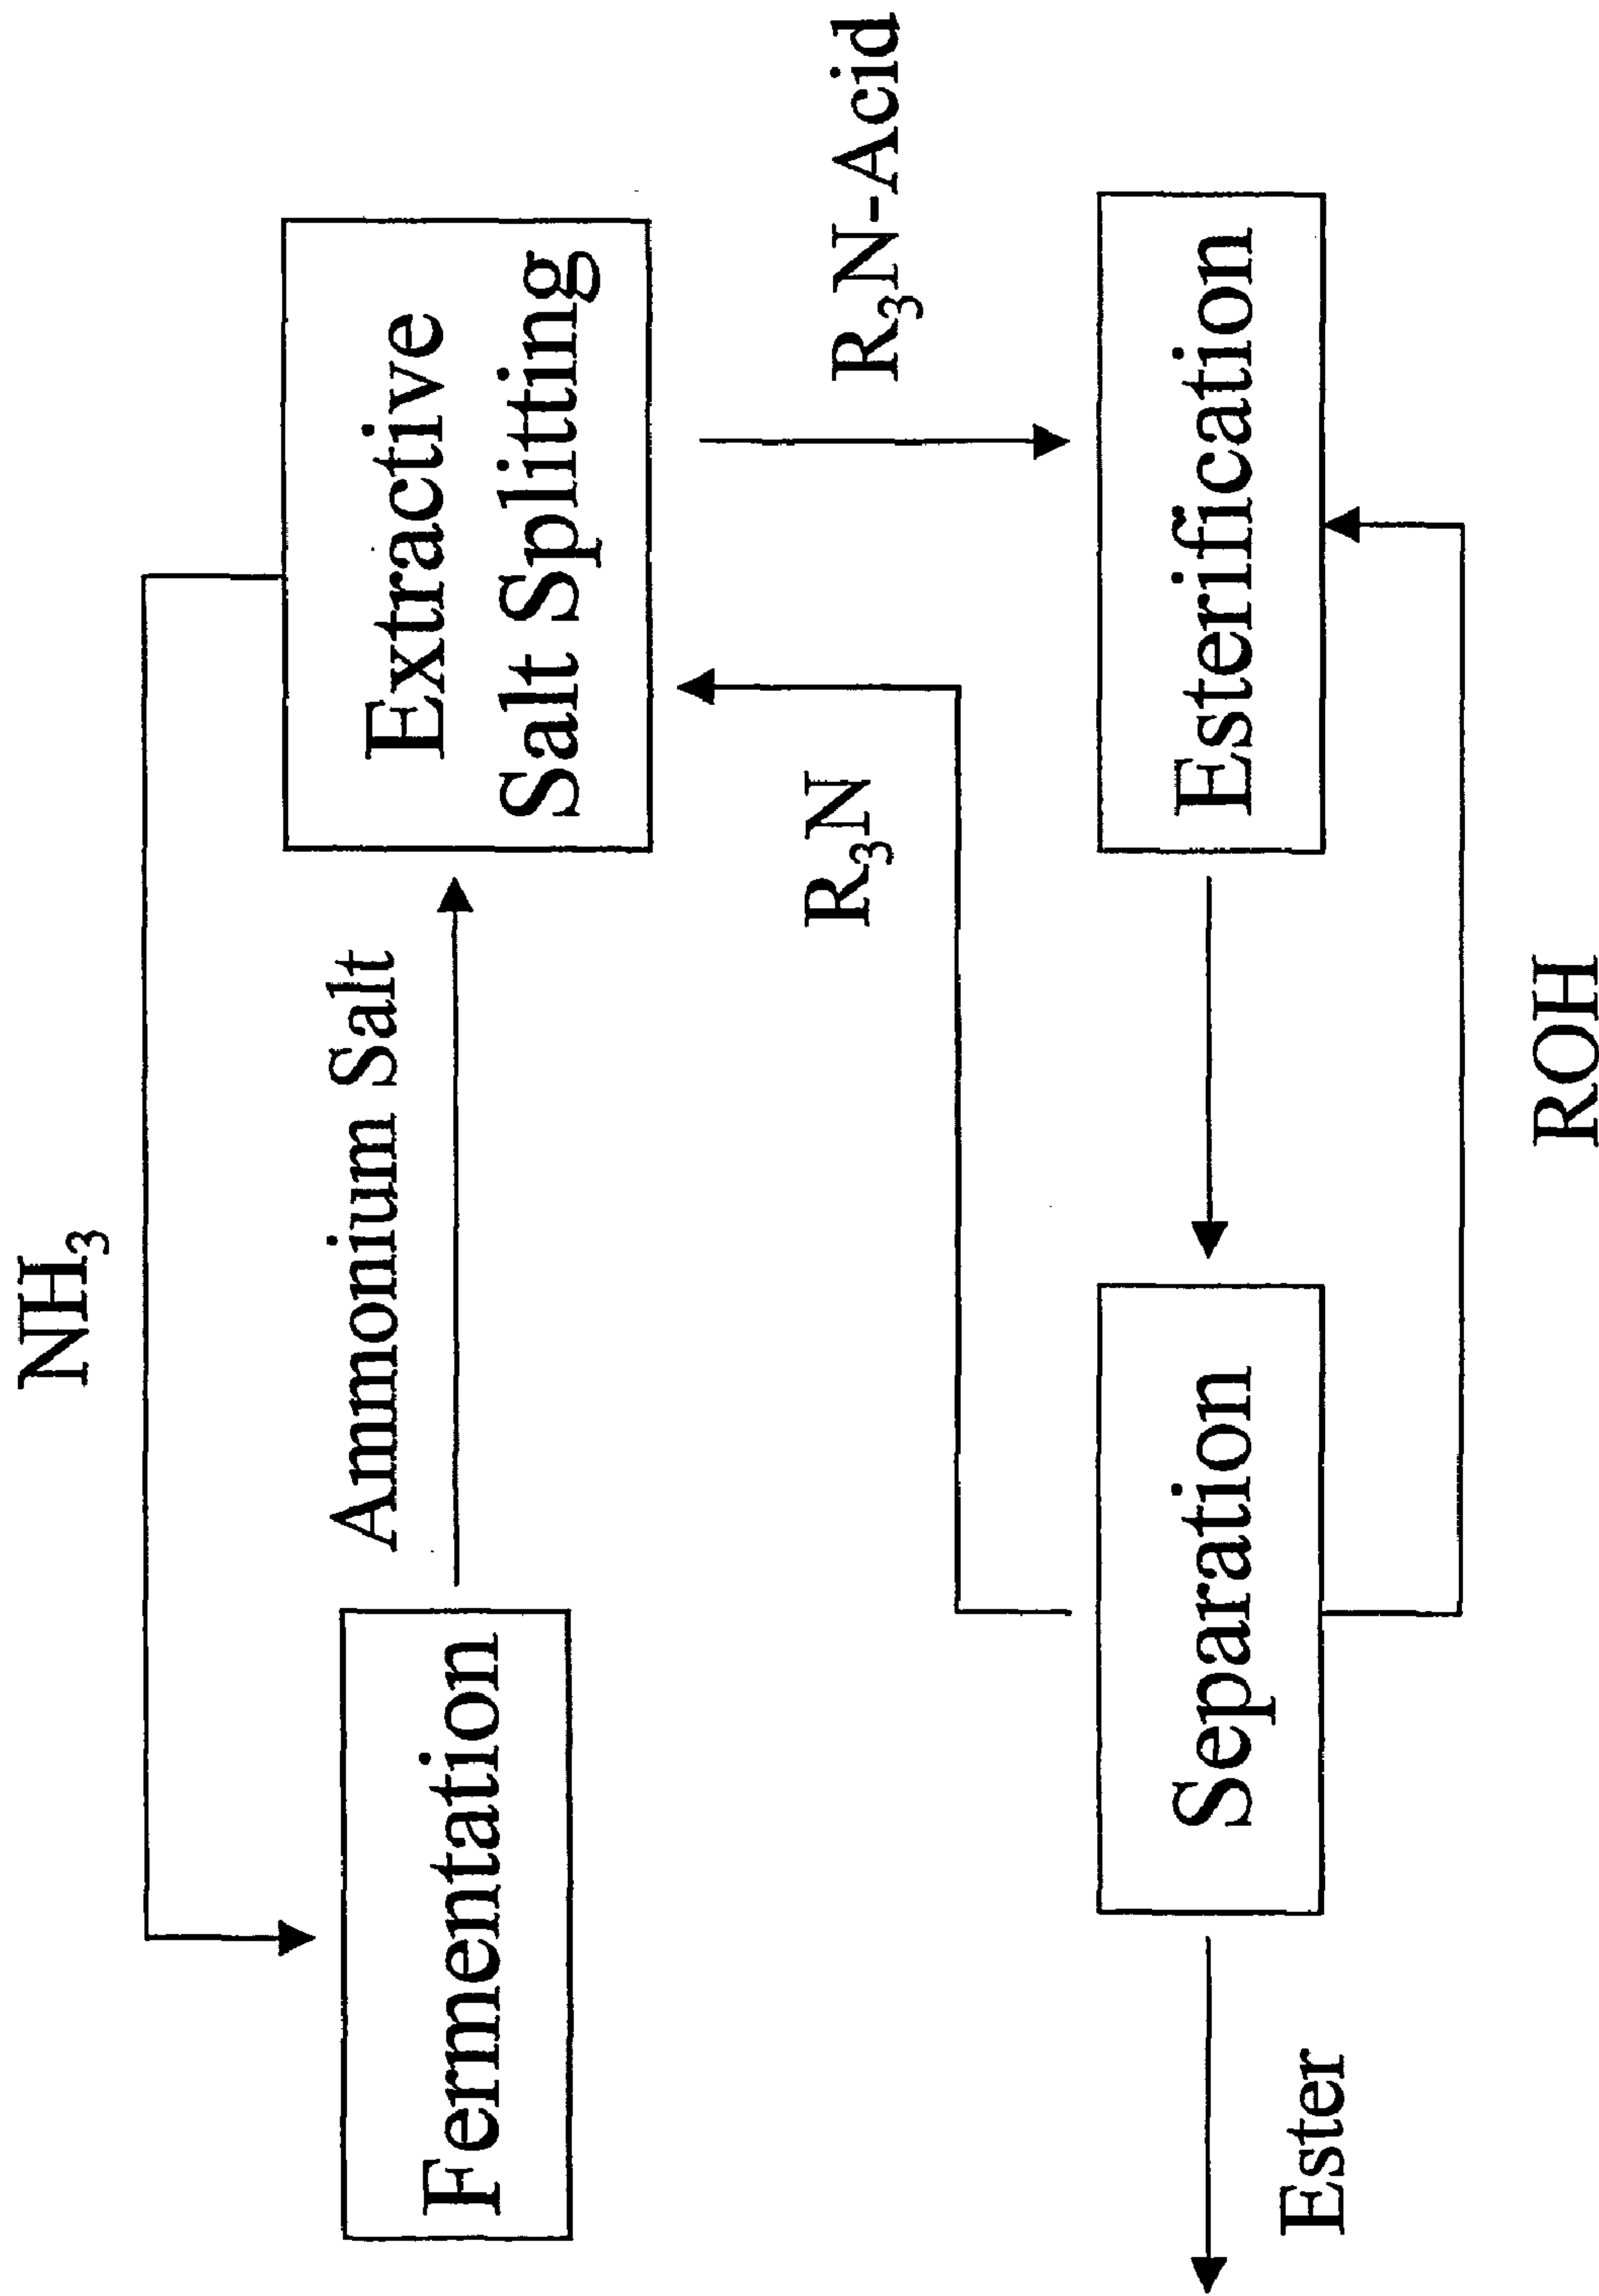 NH₃
Fermentation
Ammonium Salt
Extractive
Salt Splitting
R₃N
R₃N-Acid
Ester
Separation
Esterification
ROH